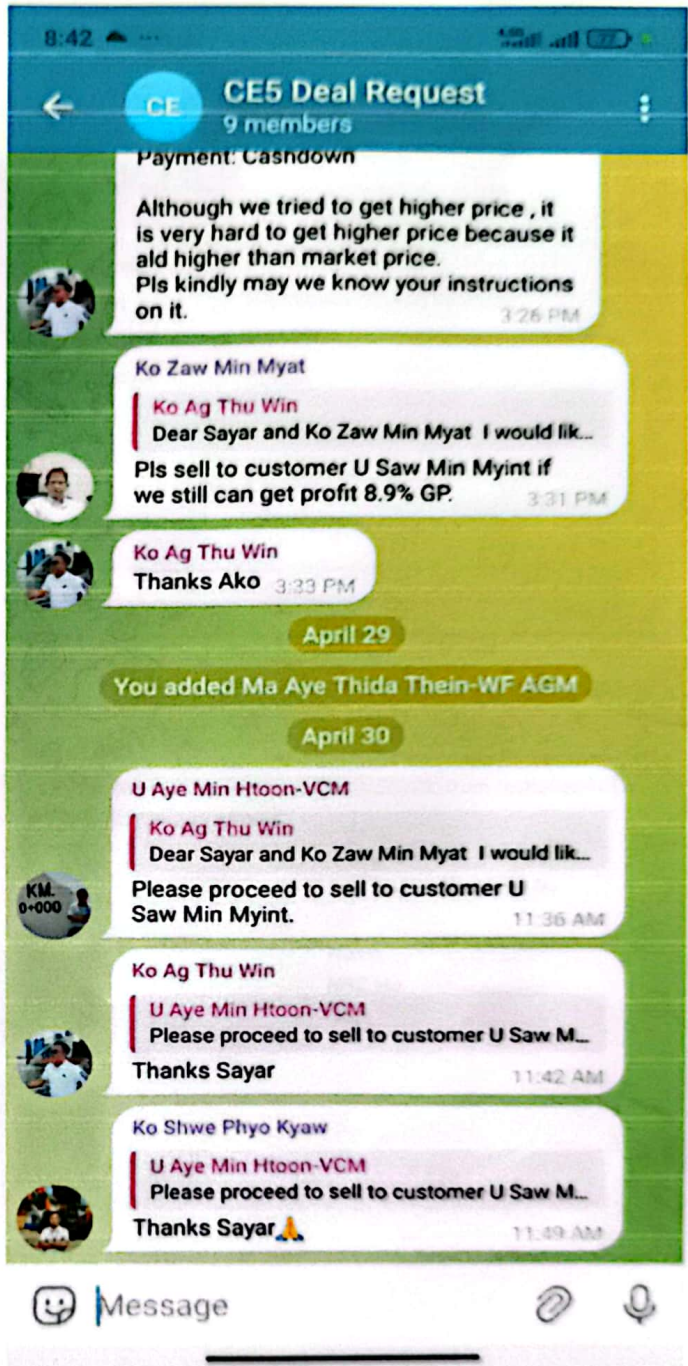 8:42
77
CE
CE5 Deal Request
9 members
Payment: Cashdown
Although we tried to get higher price , it
is very hard to get higher price because it
ald higher than market price.
Pls kindly may we know your instructions
on it.
3:26 PM
Ko Zaw Min Myat
Ko Ag Thu Win
Dear Sayar and Ko Zaw Min Myat I would lik...
Pls sell to customer U Saw Min Myint if
we still can get profit 8.9% GP.
3:31 PM
Ko Ag Thu Win
Thanks Ako
3:33 PM
April 29
You added Ma Aye Thida Thein-WF AGM
April 30
U Aye Min Htoon-VCM
Ko Ag Thu Win
Dear Sayar and Ko Zaw Min Myat I would lik...
KM.
0+000
Please proceed to sell to customer U
Saw Min Myint.
11:36 AM
Ko Ag Thu Win
U Aye Min Htoon-VCM
Please proceed to sell to customer U Saw M...
Thanks Sayar
11:42 AM
Ko Shwe Phyo Kyaw
U Aye Min Htoon-VCM
Please proceed to sell to customer U Saw M...
Thanks Sayar🙏
11:49 AM
Message